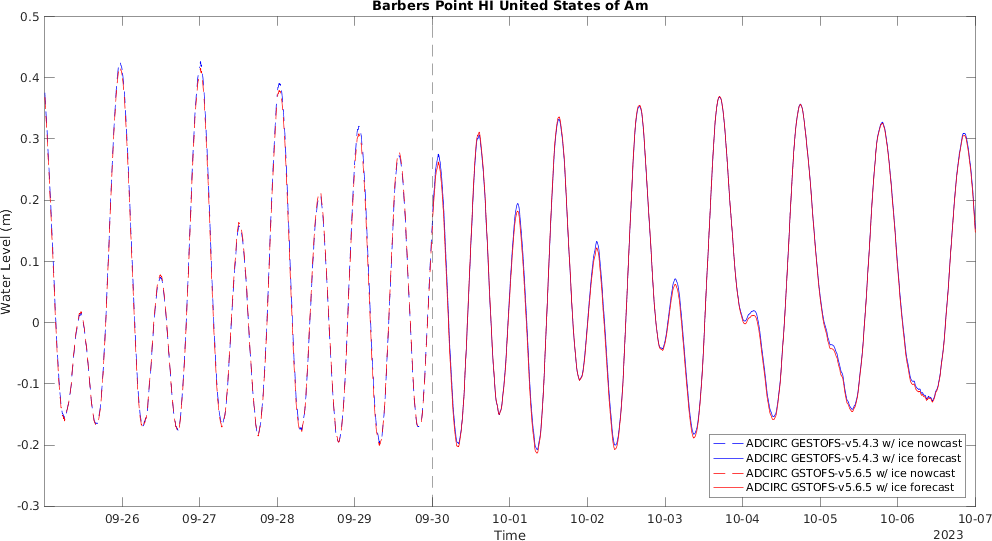 Barbers Point HI United States of Am
0.5
0.4
0.3
0.2
0.1
0
-0.1
-0.2
-0.3
Water Level (m)
ADCIRC GESTOFS-v5.4.3 w/ ice nowcast
ADCIRC GESTOFS-v5.4.3 w/ ice forecast
ADCIRC GSTOFS-v5.6.5 w/ ice nowcast
ADCIRC GSTOFS-v5.6.5 w/ ice forecast
09-26 09-27 09-28 09-29 09-30 10-01 10-02 10-03 10-04 10-05 10-06 10-07
Time
2023